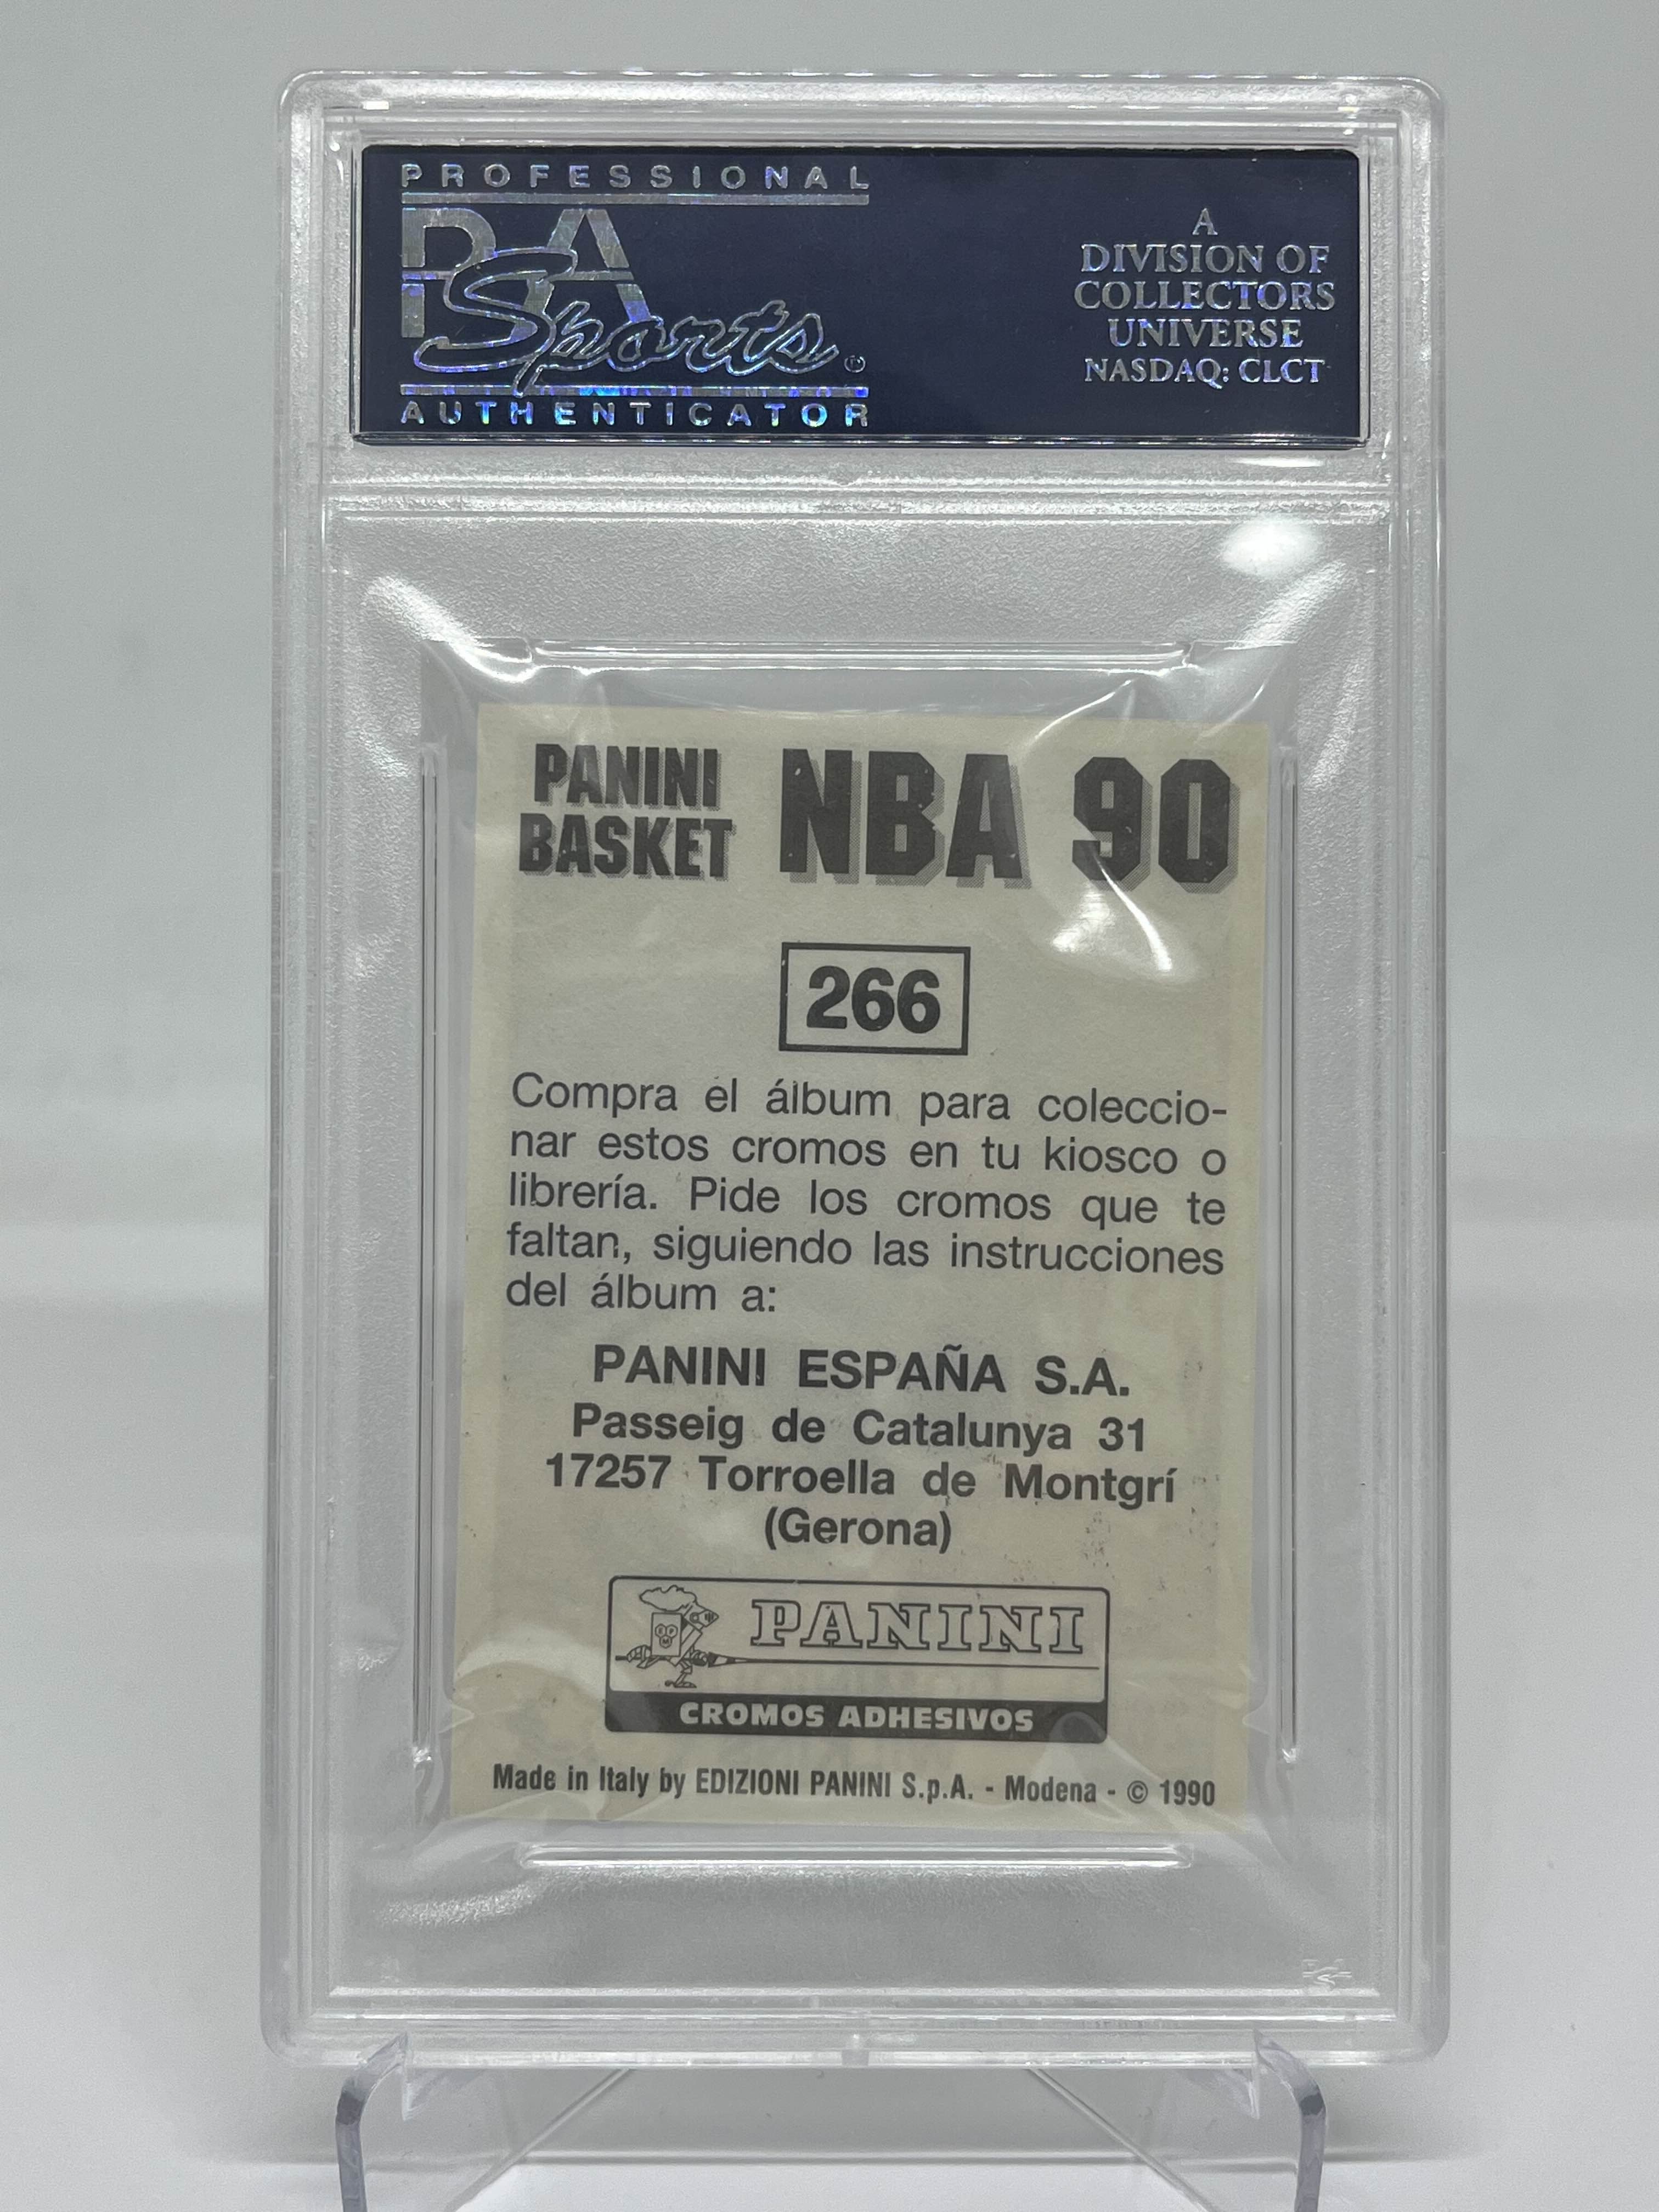 PROFESSIONAL
PSA
Sports®
AUTHENTICATOR
A
DIVISION OF
COLLECTORS
UNIVERSE
NASDAQ: CLCT
PANINI
BASKET
NBA 90
266
Compra el álbum para coleccio-
nar estos cromos en tu kiosco o
librería. Pide los cromos que te
faltan, siguiendo las instrucciones
del álbum a:
PANINI ESPAÑA S.A.
Passeig de Catalunya 31
17257 Torroella de Montgrí
(Gerona)
PANINI
CROMOS ADHESIVOS
Made in Italy by EDIZIONI PANINI S.p.A. - Modena - © 1990